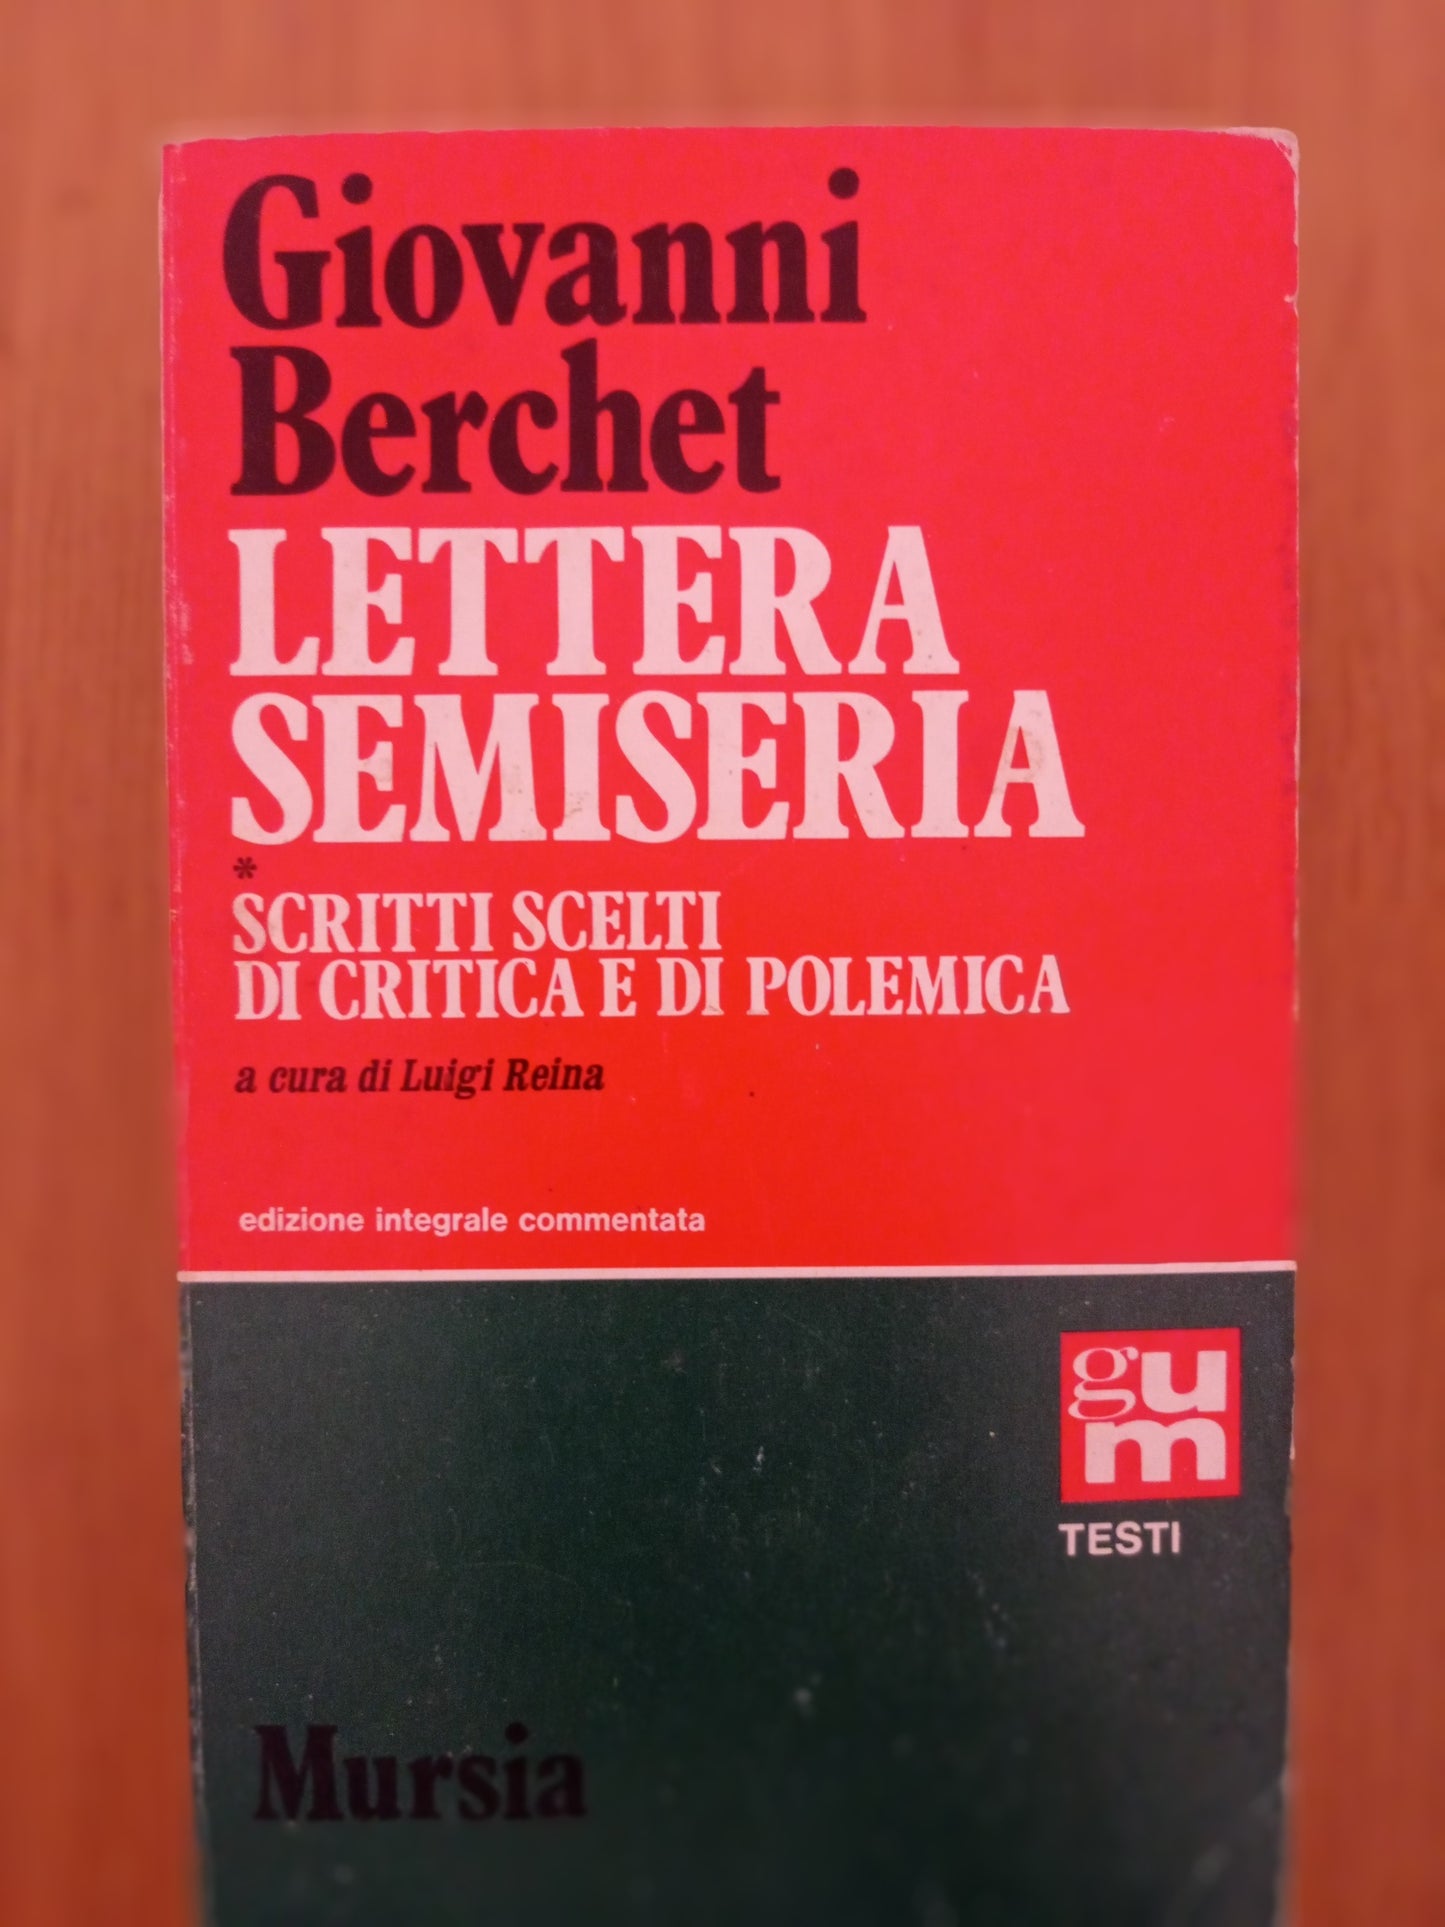 Giovanni
Berchet
LETTERA
SEMISERIA
*
SCRITTI SCELTI
DI CRITICA E DI POLEMICA
a cura di Luigi Reina
edizione integrale commentata
gu
m
TESTI
Mursia